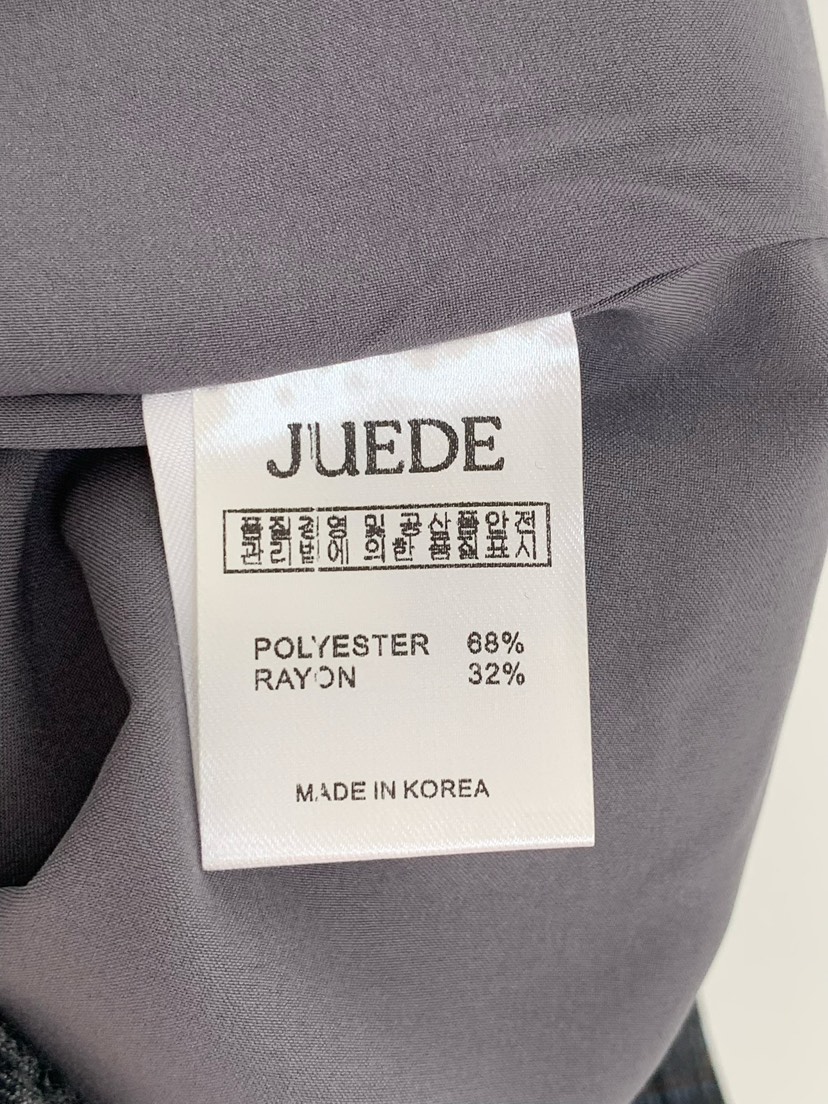 JUEDE
품질경영 및 공산품안전
관리법에 의한 품질표시
POLYESTER 68%
RAYON 32%
MADE IN KOREA